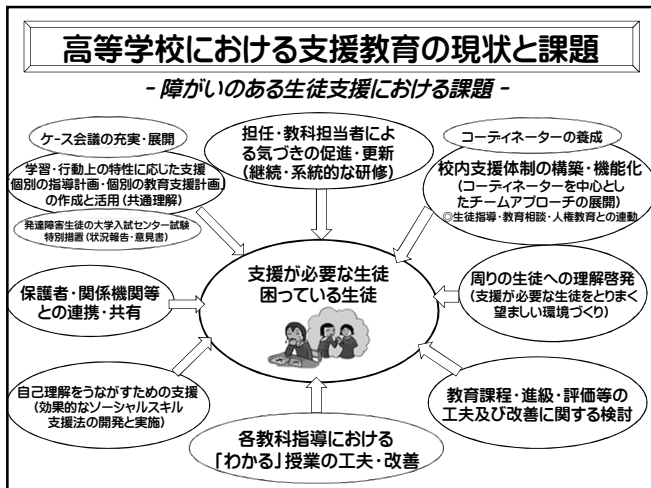 高等学校における支援教育の現状と課題
- 障がいのある生徒支援における課題 -
ケース会議の充実・展開
学習・行動上の特性に応じた支援
個別の指導計画・個別の教育支援計画
の作成と活用（共通理解）
発達障害生徒の大学入試センター試験
特別措置（状況報告・意見書）
担任・教科担当者によ
る気づきの促進・更新
（継続・系統的な研修）
コーディネーターの養成
校内支援体制の構築・機能化
（コーディネーターを中心とし
たチームアプローチの展開）
◎生徒指導・教育相談・人権教育との連動
支援が必要な生徒
困っている生徒
保護者・関係機関等
との連携・共有
周りの生徒への理解啓発
（支援が必要な生徒をとりまく
望ましい環境づくり）
自己理解をうながすための支援
（効果的なソーシャルスキル
支援法の開発と実施）
各教科指導における
「わかる」授業の工夫・改善
教育課程・進級・評価等の
工夫及び改善に関する検討